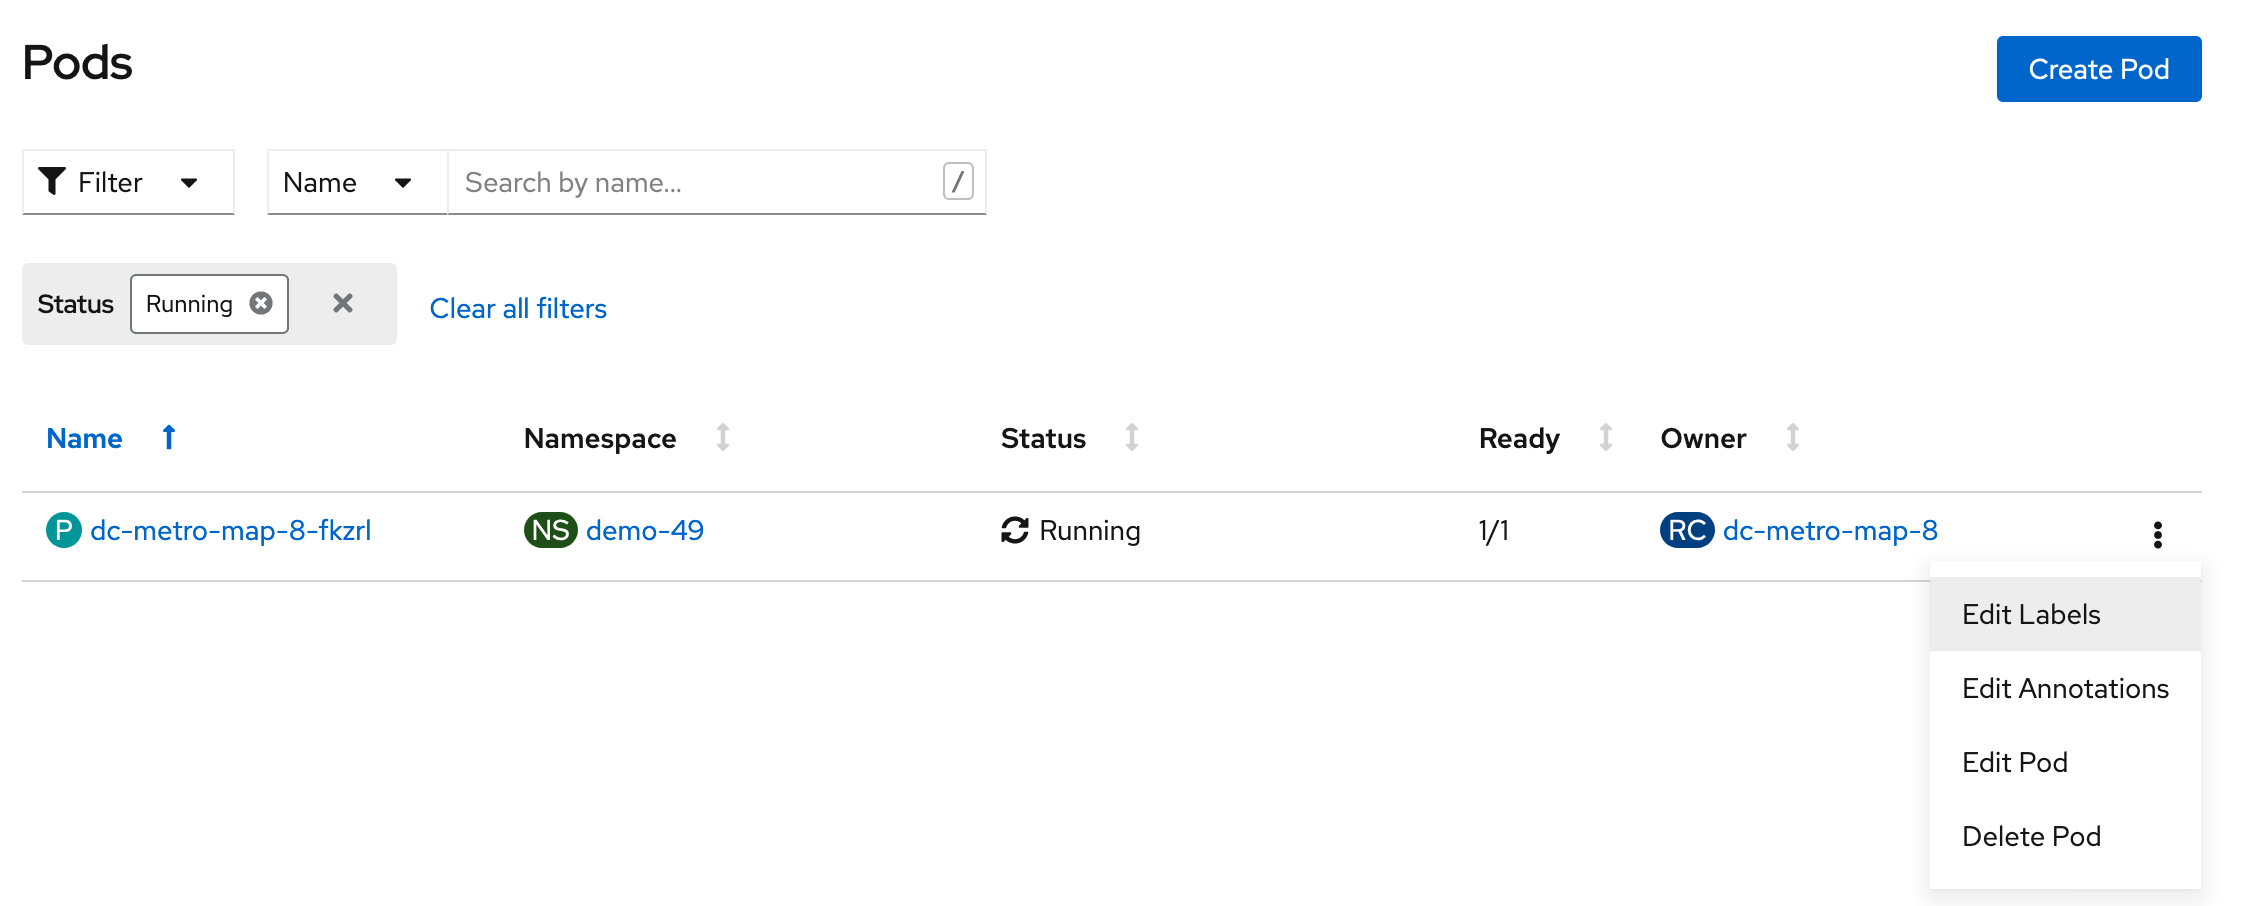 Pods
Create Pod
Filter Name Search by name... /
Status Running Clear all filters
Name Namespace Status Ready Owner
P dc-metro-map-8-fkzrl NS demo-49 Running 1/1 RC dc-metro-map-8
Edit Labels
Edit Annotations
Edit Pod
Delete Pod